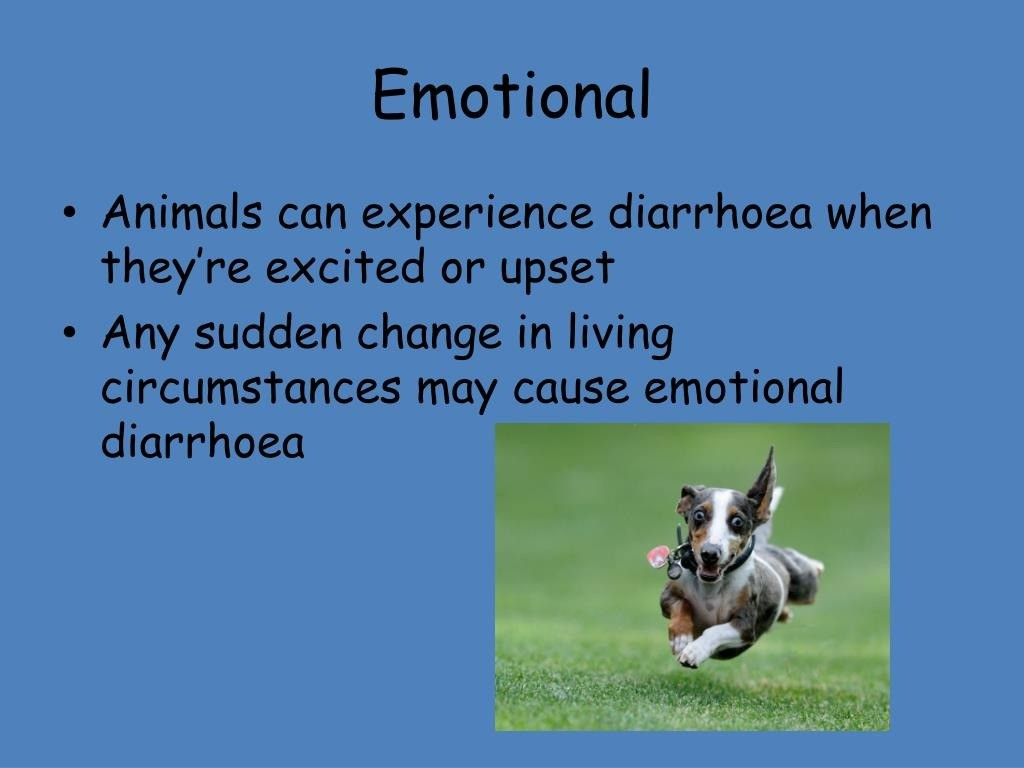 Emotional
• Animals can experience diarrhoea when
they’re excited or upset
• Any sudden change in living
circumstances may cause emotional
diarrhoea